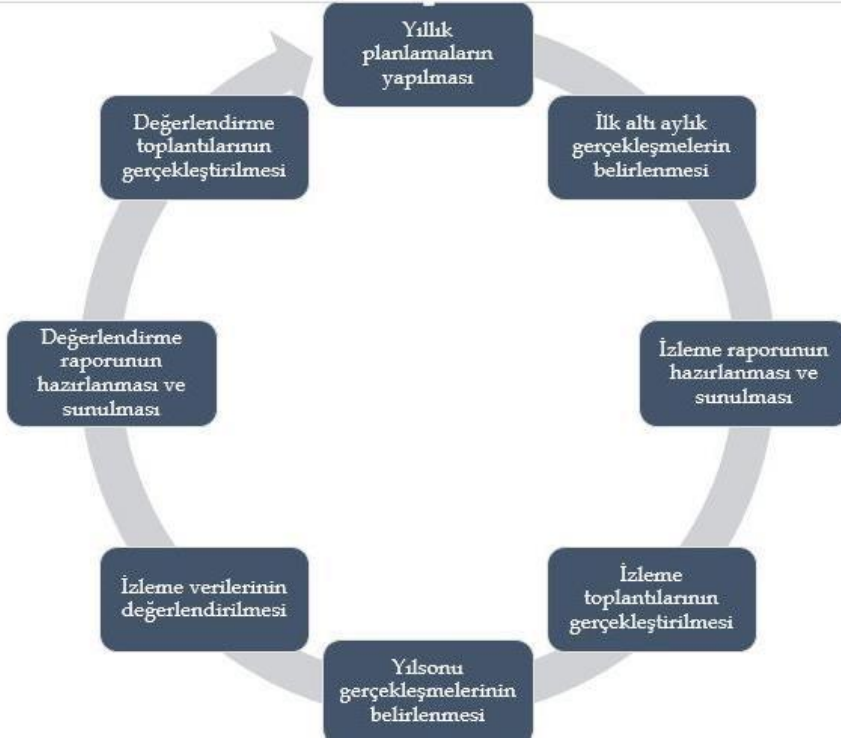 Yıllık
planlamaların
yapılması
İlk altı aylık
gerçekleşmelerin
belirlenmesi
İzleme raporunun
hazırlanması ve
sunulması
İzleme
toplantılarının
gerçekleştirilmesi
Yılsonu
gerçekleşmelerinin
belirlenmesi
İzleme verilerinin
değerlendirilmesi
Değerlendirme
raporunun
hazırlanması ve
sunulması
Değerlendirme
toplantılarının
gerçekleştirilmesi